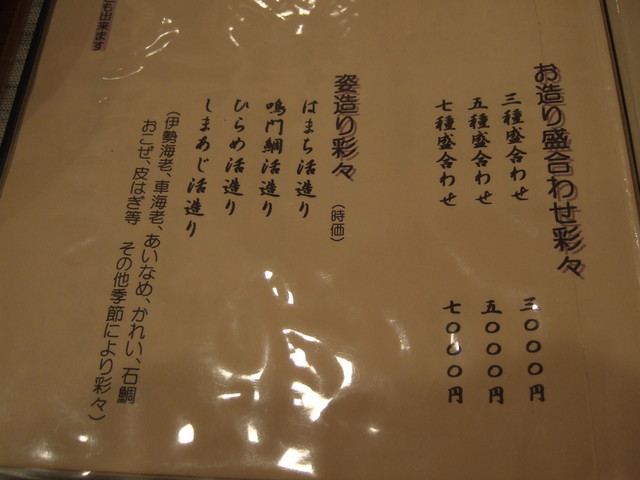 お造り盛合わせ彩々
三種盛合わせ 三〇〇〇円
五種盛合わせ 五〇〇〇円
七種盛合わせ 七〇〇〇円
姿造り彩々 (時価)
はまち活造り
鳴門鯛活造り
ひらめ活造り
しまあじ活造り
(伊勢海老、車海老、あいなめ、かれい、石鯛
おこぜ、皮はぎ等 その他季節により彩々)
も出来ます